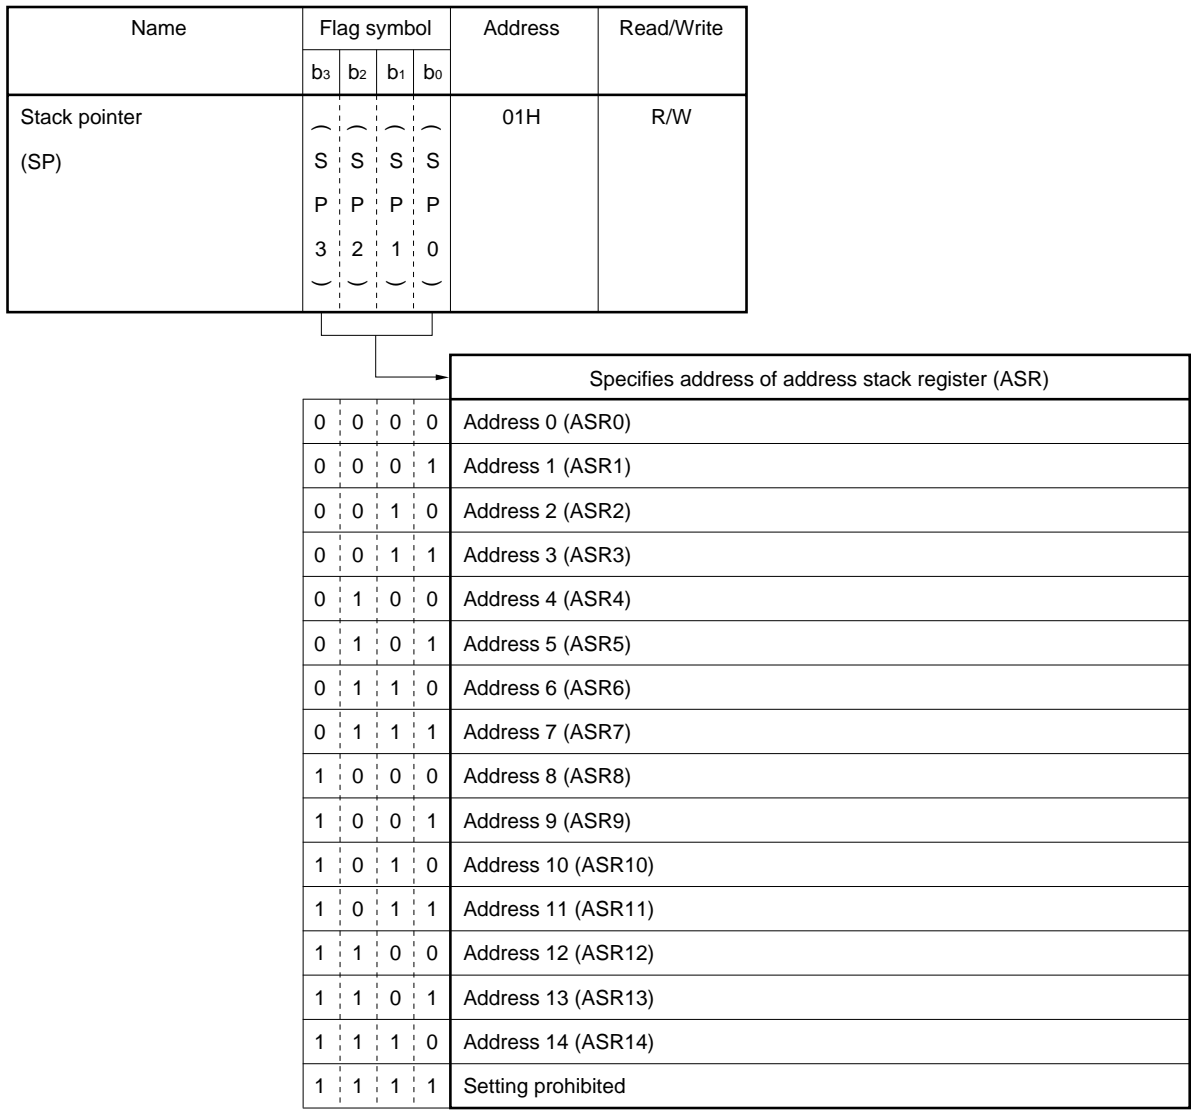 Name Flag symbol Address Read/Write
b3 b2 b1 b0
Stack pointer ( ( ( ( 01H R/W
(SP) S S S S
P P P P
3 2 1 0
) ) ) )
Specifies address of address stack register (ASR)
0 0 0 0 Address 0 (ASR0)
0 0 0 1 Address 1 (ASR1)
0 0 1 0 Address 2 (ASR2)
0 0 1 1 Address 3 (ASR3)
0 1 0 0 Address 4 (ASR4)
0 1 0 1 Address 5 (ASR5)
0 1 1 0 Address 6 (ASR6)
0 1 1 1 Address 7 (ASR7)
1 0 0 0 Address 8 (ASR8)
1 0 0 1 Address 9 (ASR9)
1 0 1 0 Address 10 (ASR10)
1 0 1 1 Address 11 (ASR11)
1 1 0 0 Address 12 (ASR12)
1 1 0 1 Address 13 (ASR13)
1 1 1 0 Address 14 (ASR14)
1 1 1 1 Setting prohibited